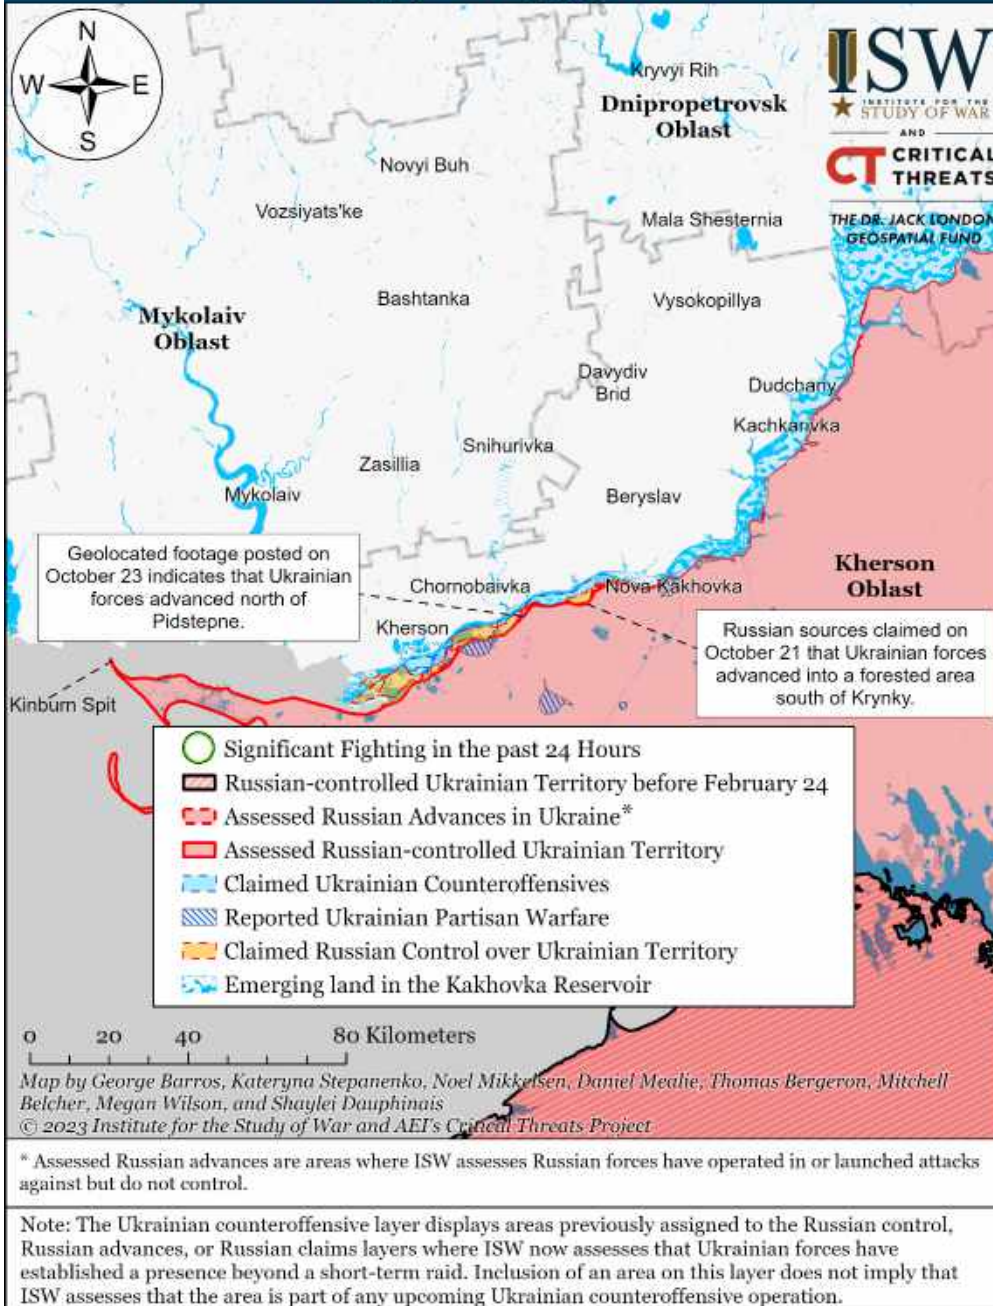 N
W
E
S
ISW
INSTITUTE FOR THE
STUDY OF WAR
AND
CT CRITICAL
THREATS
THE DR. JACK LONDON
GEOSPATIAL FUND
Kryvyi Rih
Dnipropetrovsk
Oblast
Novyi Buh
Vozsiyats'ke
Mala Shesternia
Bashtanka
Vysokopillya
Mykolaiv
Oblast
Davydiv
Brid
Dudchany
Kachkarivka
Snihurivka
Zasillia
Mykolaiv
Beryslav
Geolocated footage posted on
October 23 indicates that Ukrainian
forces advanced north of
Pidstepne.
Chornobaivka
Nova Kakhovka
Kherson
Oblast
Kherson
Russian sources claimed on
October 21 that Ukrainian forces
advanced into a forested area
south of Krynky.
Kinburn Spit
Significant Fighting in the past 24 Hours
Russian-controlled Ukrainian Territory before February 24
Assessed Russian Advances in Ukraine*
Assessed Russian-controlled Ukrainian Territory
Claimed Ukrainian Counteroffensives
Reported Ukrainian Partisan Warfare
Claimed Russian Control over Ukrainian Territory
Emerging land in the Kakhovka Reservoir
0 20 40 80 Kilometers
Map by George Barros, Kateryna Stepanenko, Noel Mikkelsen, Daniel Mealie, Thomas Bergeron, Mitchell
Belcher, Megan Wilson, and Shaylei Dauphinais
© 2023 Institute for the Study of War and AEI's Critical Threats Project
* Assessed Russian advances are areas where ISW assesses Russian forces have operated in or launched attacks
against but do not control.
Note: The Ukrainian counteroffensive layer displays areas previously assigned to the Russian control,
Russian advances, or Russian claims layers where ISW now assesses that Ukrainian forces have
established a presence beyond a short-term raid. Inclusion of an area on this layer does not imply that
ISW assesses that the area is part of any upcoming Ukrainian counteroffensive operation.